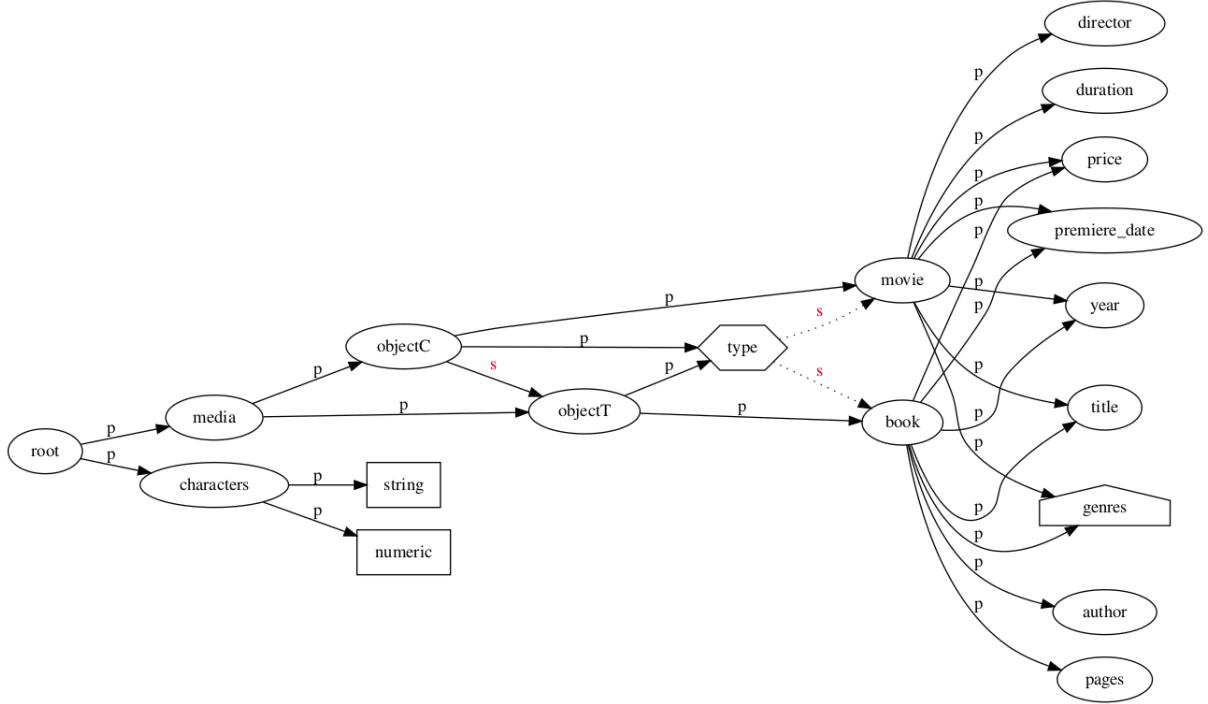 director
p
duration
p
price
p
p
premiere_date
p
movie
p
year
p
p
s
objectC
p
type
s
p
p
title
s
p
objectT
p
book
p
media
p
p
root
p
characters
p
string
p
genres
p
p
numeric
p
author
p
pages